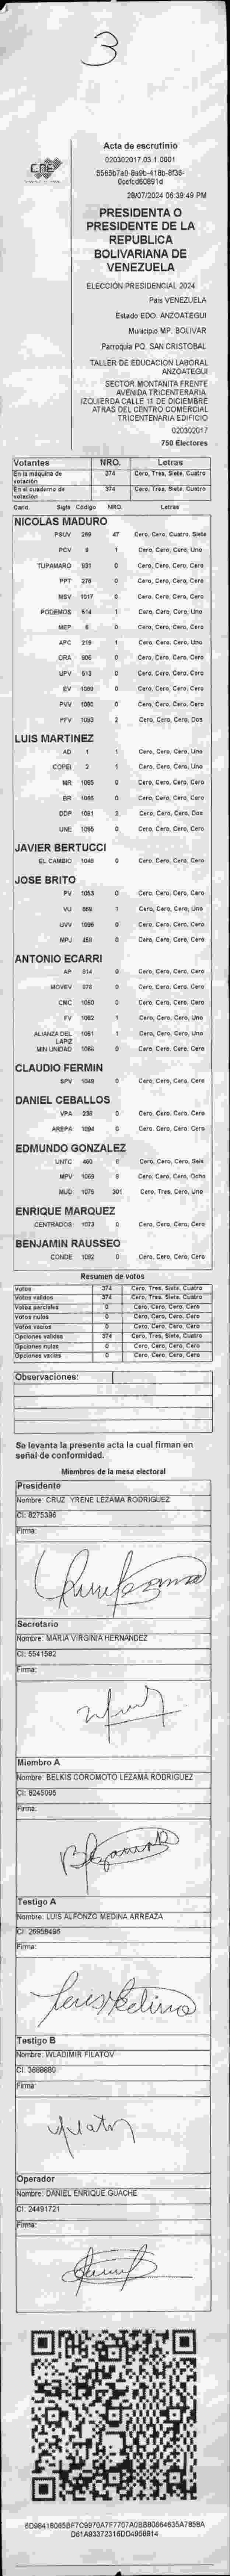 3
CNE
Acta de escrutinio
020302017.03.1.0001
28/07/2024 06:39:49 PM
PRESIDENTA O
PRESIDENTE DE LA
REPUBLICA
BOLIVARIANA DE
VENEZUELA
ELECCIÓN PRESIDENCIAL 2024
País VENEZUELA
Estado EDO. ANZOATEGUI
Municipio MP. BOLIVAR
Parroquia PQ. SAN CRISTOBAL
TALLER DE EDUCACION LABORAL
ANZOATEGUI
SECTOR MONTAÑITA FRENTE
AVENIDA TRICENTENARIA
IZQUIERDA CALLE 11 DE DICIEMBRE
ATRAS DEL CENTRO COMERCIAL
TRICENTENARIA EDIFICIO
020302017
750 Electores
Votantes NRO. Letras
En la máquina de votación 374 Cero, Tres, Siete, Cuatro
En el cuaderno de votación 374 Cero, Tres, Siete, Cuatro
Cand. Sigla Código NRO. Letras
NICOLAS MADURO
PSUV 269 47 Cero, Cero, Cuatro, Siete
PCV 9 1 Cero, Cero, Cero, Uno
TUPAMARO 931 0 Cero, Cero, Cero, Cero
PPT 276 0 Cero, Cero, Cero, Cero
MSV 1017 0 Cero, Cero, Cero, Cero
PODEMOS 514 1 Cero, Cero, Cero, Uno
MEP 6 0 Cero, Cero, Cero, Cero
APC 219 1 Cero, Cero, Cero, Uno
ORA 906 0 Cero, Cero, Cero, Cero
UPV 613 0 Cero, Cero, Cero, Cero
EV 1099 0 Cero, Cero, Cero, Cero
PVV 1090 0 Cero, Cero, Cero, Cero
PFV 1093 2 Cero, Cero, Cero, Dos
LUIS MARTINEZ
AD 1 1 Cero, Cero, Cero, Uno
COPEI 2 1 Cero, Cero, Cero, Uno
MR 1065 0 Cero, Cero, Cero, Cero
BR 1066 0 Cero, Cero, Cero, Cero
DDP 1091 2 Cero, Cero, Cero, Dos
UNE 1095 0 Cero, Cero, Cero, Cero
JAVIER BERTUCCI
EL CAMBIO 1048 0 Cero, Cero, Cero, Cero
JOSE BRITO
PV 1053 0 Cero, Cero, Cero, Cero
VU 868 1 Cero, Cero, Cero, Uno
UVV 1096 0 Cero, Cero, Cero, Cero
MPJ 450 0 Cero, Cero, Cero, Cero
ANTONIO ECARRI
AP 814 0 Cero, Cero, Cero, Cero
MOVEV 878 0 Cero, Cero, Cero, Cero
CMC 1060 0 Cero, Cero, Cero, Cero
FV 1062 1 Cero, Cero, Cero, Uno
ALIANZA DEL LAPIZ 1051 1 Cero, Cero, Cero, Uno
MIN UNIDAD 1068 0 Cero, Cero, Cero, Cero
CLAUDIO FERMIN
SPV 1049 0 Cero, Cero, Cero, Cero
DANIEL CEBALLOS
VPA 238 0 Cero, Cero, Cero, Cero
AREPA 1094 0 Cero, Cero, Cero, Cero
EDMUNDO GONZALEZ
UNTC 460 6 Cero, Cero, Cero, Seis
MPV 1069 8 Cero, Cero, Cero, Ocho
MUD 1075 301 Cero, Tres, Cero, Uno
ENRIQUE MARQUEZ
CENTRADOS 1073 0 Cero, Cero, Cero, Cero
BENJAMIN RAUSSEO
CONDE 1082 0 Cero, Cero, Cero, Cero
Resumen de votos
Votos 374 Cero, Tres, Siete, Cuatro
Votos válidos 374 Cero, Tres, Siete, Cuatro
Votos parciales 0 Cero, Cero, Cero, Cero
Votos nulos 0 Cero, Cero, Cero, Cero
Votos vacíos 0 Cero, Cero, Cero, Cero
Opciones válidas 374 Cero, Tres, Siete, Cuatro
Opciones nulas 0 Cero, Cero, Cero, Cero
Opciones vacías 0 Cero, Cero, Cero, Cero
Observaciones:
Se levanta la presente acta la cual firman en
señal de conformidad.
Miembros de la mesa electoral
Presidente
Nombre: CRUZ YRENE LEZAMA RODRIGUEZ
CI: 8275396
Firma:
Secretario
Nombre: MARIA VIRGINIA HERNANDEZ
CI: 5541582
Firma:
Miembro A
Nombre: BELKIS COROMOTO LEZAMA RODRIGUEZ
CI: 8245095
Firma:
Testigo A
Nombre: LUIS ALFONZO MEDINA ARREAZA
CI: 26956496
Firma:
Testigo B
Nombre: WLADIMIR FILATOV
CI: 3688680
Firma:
Operador
Nombre: DANIEL ENRIQUE GUACHE
CI: 24491721
Firma: